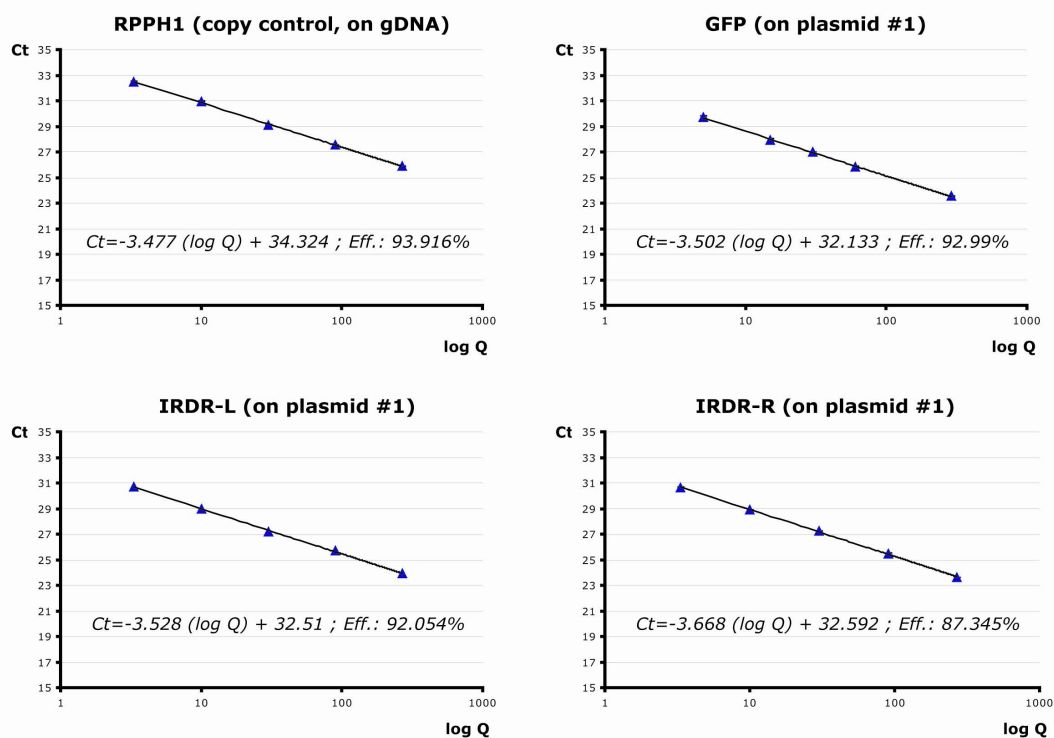 RPPH1 (copy control, on gDNA)
Ct
35
33
31
29
27
25
23
21
19
17
15
Ct=-3.477 (log Q) + 34.324 ; Eff.: 93.916%
1 10 100 1000
log Q
GFP (on plasmid #1)
Ct
35
33
31
29
27
25
23
21
19
17
15
Ct=-3.502 (log Q) + 32.133 ; Eff.: 92.99%
1 10 100 1000
log Q
IRDR-L (on plasmid #1)
Ct
35
33
31
29
27
25
23
21
19
17
15
Ct=-3.528 (log Q) + 32.51 ; Eff.: 92.054%
1 10 100 1000
log Q
IRDR-R (on plasmid #1)
Ct
35
33
31
29
27
25
23
21
19
17
15
Ct=-3.668 (log Q) + 32.592 ; Eff.: 87.345%
1 10 100 1000
log Q